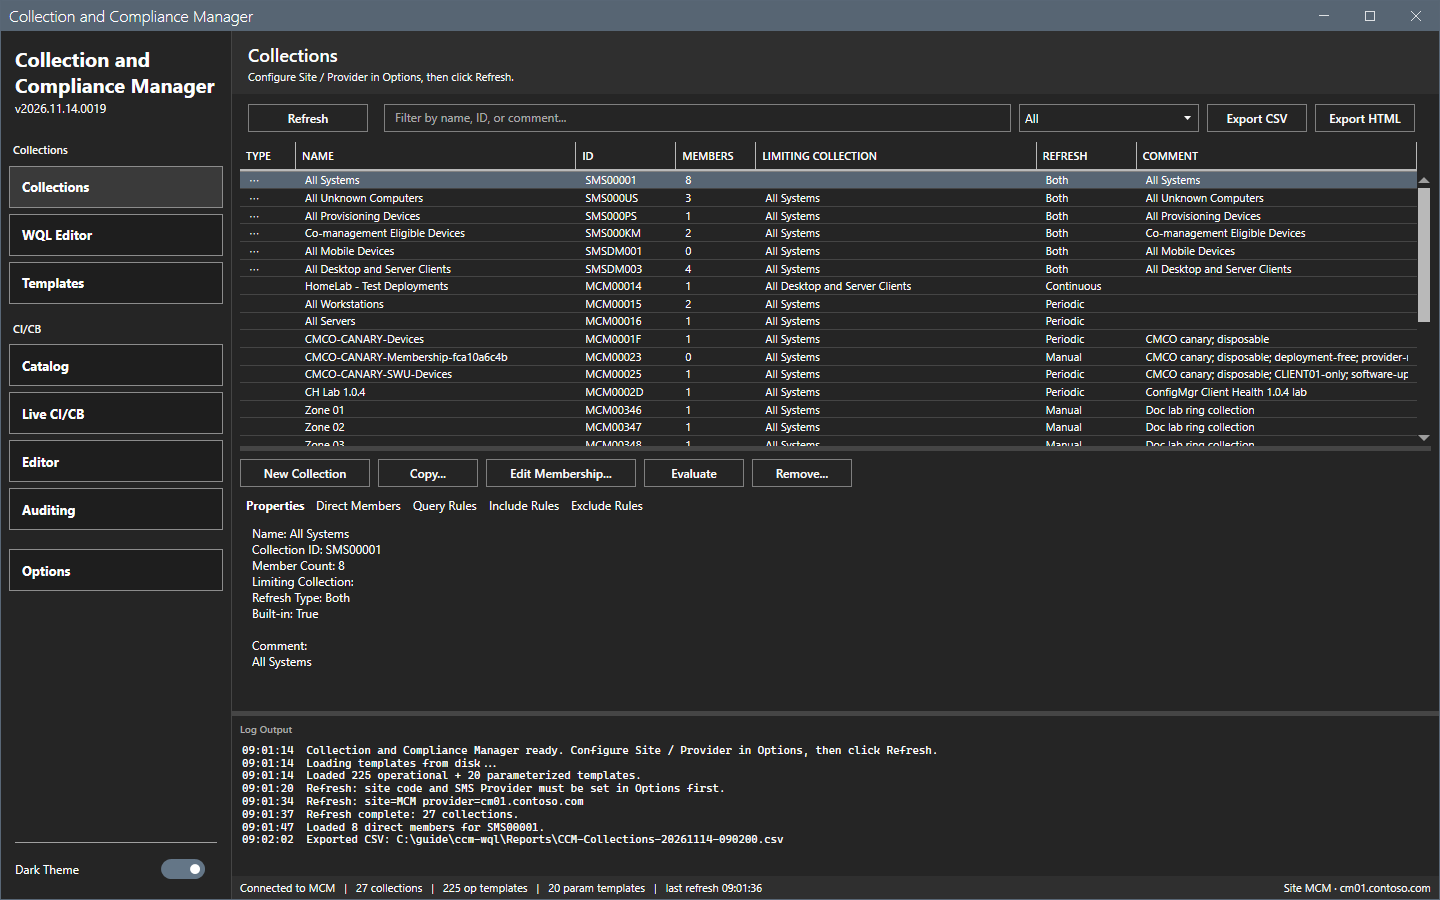 Collection and Compliance Manager
Collection and
Compliance Manager
v2026.11.14.0019
Collections
Collections
WQL Editor
Templates
CI/CB
Catalog
Live CI/CB
Editor
Auditing
Options
Dark Theme
Collections
Configure Site / Provider in Options, then click Refresh.
Refresh
Filter by name, ID, or comment...
All
Export CSV
Export HTML
TYPE NAME ID MEMBERS LIMITING COLLECTION REFRESH COMMENT
... All Systems SMS00001 8 Both All Systems
... All Unknown Computers SMS000US 3 All Systems Both All Unknown Computers
... All Provisioning Devices SMS000PS 1 All Systems Both All Provisioning Devices
... Co-management Eligible Devices SMS000KM 2 All Systems Both Co-management Eligible Devices
... All Mobile Devices SMSDM001 0 All Systems Both All Mobile Devices
... All Desktop and Server Clients SMSDM003 4 All Systems Both All Desktop and Server Clients
HomeLab - Test Deployments MCM00014 1 All Desktop and Server Clients Continuous
All Workstations MCM00015 2 All Systems Periodic
All Servers MCM00016 1 All Systems Periodic
CMCO-CANARY-Devices MCM0001F 1 All Systems Periodic CMCO canary; disposable
CMCO-CANARY-Membership-fca10a6c4b MCM00023 0 All Systems Manual CMCO canary; disposable; deployment-free; provider-
CMCO-CANARY-SWU-Devices MCM00025 1 All Systems Periodic CMCO canary; disposable; CLIENT01-only; software-up
CH Lab 1.0.4 MCM0002D 1 All Systems Periodic ConfigMgr Client Health 1.0.4 lab
Zone 01 MCM00346 1 All Systems Manual Doc lab ring collection
Zone 02 MCM00347 1 All Systems Manual Doc lab ring collection
Zone 03 MCM00348 1 All Systems Manual Doc lab ring collection
New Collection
Copy...
Edit Membership...
Evaluate
Remove...
Properties Direct Members Query Rules Include Rules Exclude Rules
Name: All Systems
Collection ID: SMS00001
Member Count: 8
Limiting Collection:
Refresh Type: Both
Built-in: True
Comment:
All Systems
Log Output
09:01:14 Collection and Compliance Manager ready. Configure Site / Provider in Options, then click Refresh.
09:01:14 Loading templates from disk...
09:01:14 Loaded 225 operational + 20 parameterized templates.
09:01:20 Refresh: site code and SMS Provider must be set in Options first.
09:01:34 Refresh: site=MCM provider=cm01.contoso.com
09:01:37 Refresh complete: 27 collections.
09:01:47 Loaded 8 direct members for SMS00001.
09:02:02 Exported CSV: C:\guide\ccm-wql\Reports\CCM-Collections-20261114-090200.csv
Connected to MCM | 27 collections | 225 op templates | 20 param templates | last refresh 09:01:36
Site MCM · cm01.contoso.com